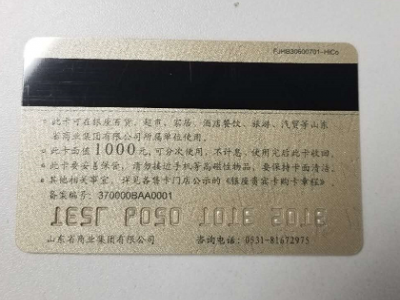 FJHB30600701-HiCo
此卡可在银座百货、超市、家居、酒店餐饮、旅游、汽贸等山东
省商业集团有限公司所属单位使用。
此卡面值1000元，可分次使用，不计息，使用完后此卡收回。
此卡要妥善保管，请勿接近手机等高磁性物品，要保持卡面清洁。
其他相关事宜，详见各售卡门店公示的《银座贵宾卡购卡章程》
备案编号：370000BAA0001
山东省商业集团有限公司 咨询电话：0531-81672975